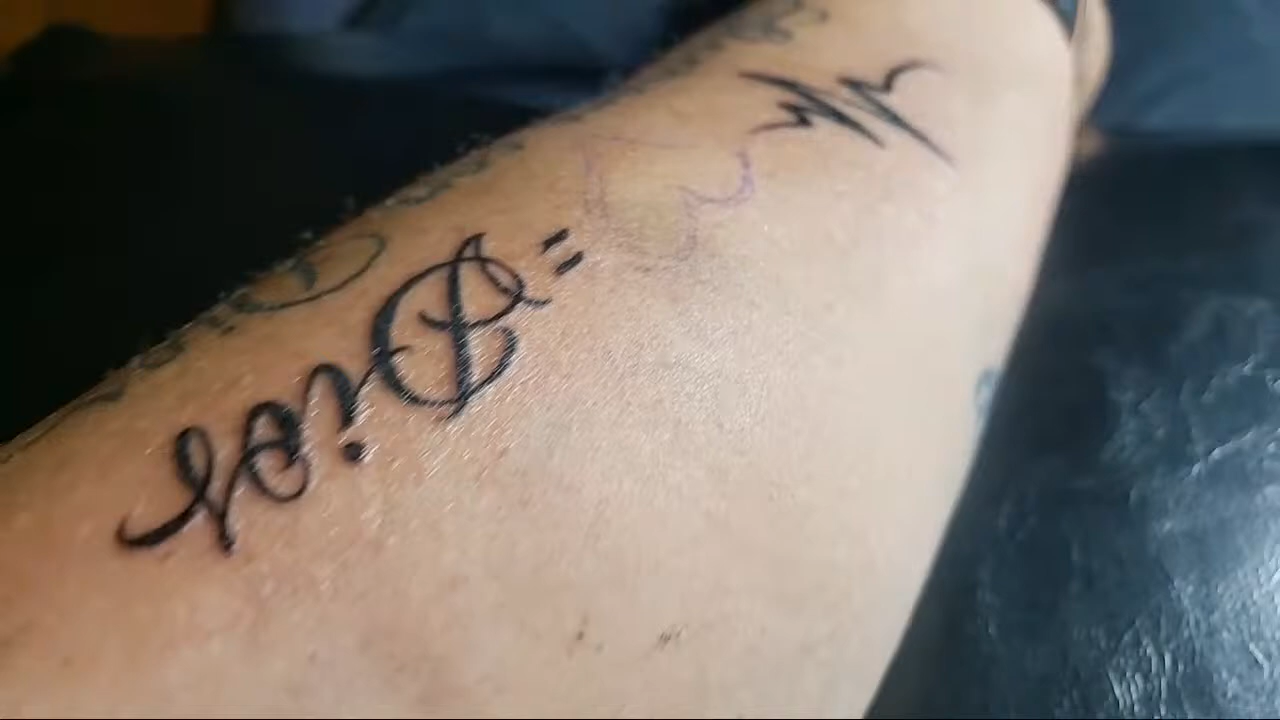 = Dios